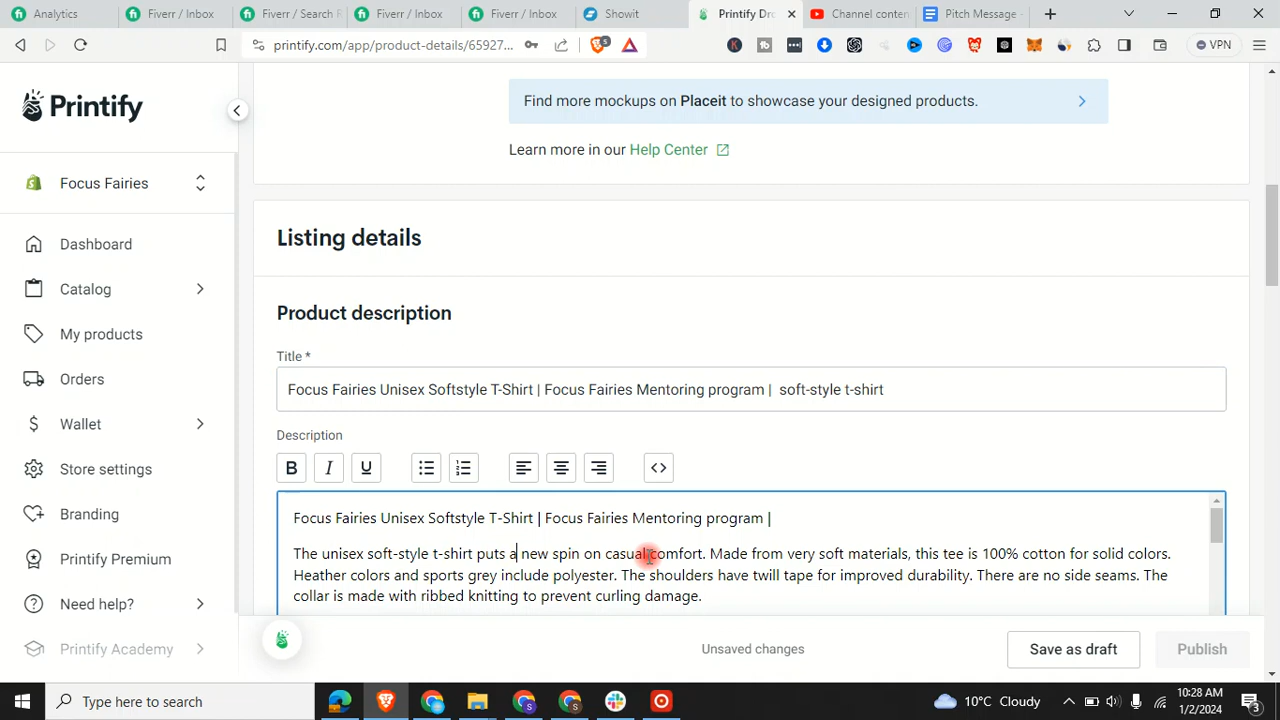 Analytics
Fiverr / Inbox
Fiverr / Search R
Fiverr / Inbox
Fiverr / Inbox
Showit
Printify Dro
Channel conten
Pitch Message
printify.com/app/product-details/65927...
VPN
Printify
Find more mockups on Placeit to showcase your designed products.
Learn more in our Help Center
Focus Fairies
Dashboard
Catalog
My products
Orders
Wallet
Store settings
Branding
Printify Premium
Need help?
Printify Academy
Listing details
Product description
Title *
Focus Fairies Unisex Softstyle T-Shirt | Focus Fairies Mentoring program | soft-style t-shirt
Description
B I U <>
Focus Fairies Unisex Softstyle T-Shirt | Focus Fairies Mentoring program |
The unisex soft-style t-shirt puts a new spin on casual comfort. Made from very soft materials, this tee is 100% cotton for solid colors.
Heather colors and sports grey include polyester. The shoulders have twill tape for improved durability. There are no side seams. The
collar is made with ribbed knitting to prevent curling damage.
Unsaved changes
Save as draft
Publish
Type here to search
10°C Cloudy
10:28 AM
1/2/2024